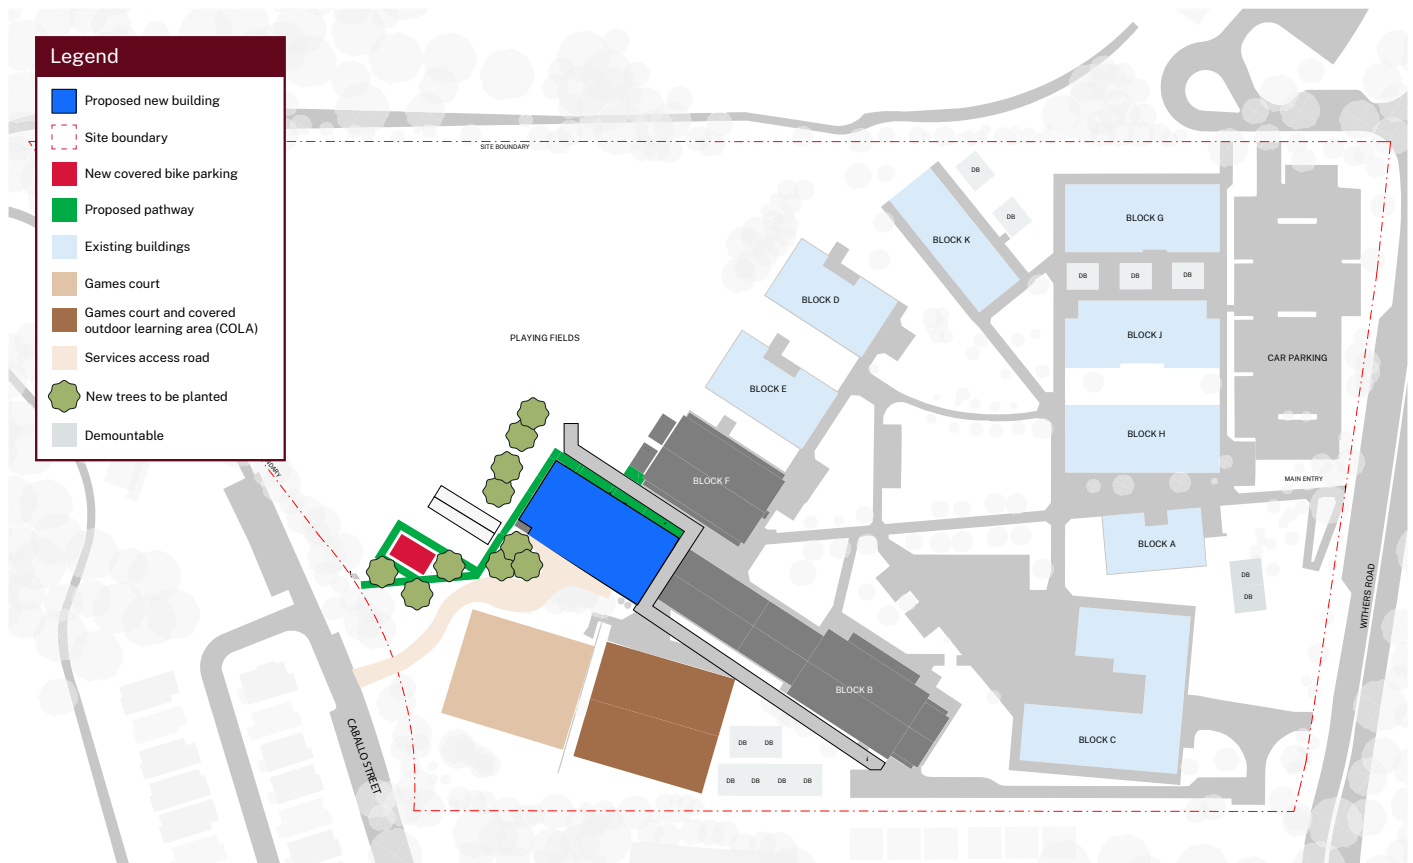 Legend
Proposed new building
Site boundary
New covered bike parking
Proposed pathway
Existing buildings
Games court
Games court and covered
outdoor learning area (COLA)
Services access road
New trees to be planted
Demountable
SITE BOUNDARY
DB
DB
BLOCK K
BLOCK G
DB
DB
DB
BLOCK D
BLOCK J
PLAYING FIELDS
CAR PARKING
BLOCK E
BLOCK H
BLOCK F
MAIN ENTRY
BLOCK A
DB
DB
WITHERS ROAD
BLOCK B
BLOCK C
CABALLO STREET
DB
DB
DB
DB
DB
DB